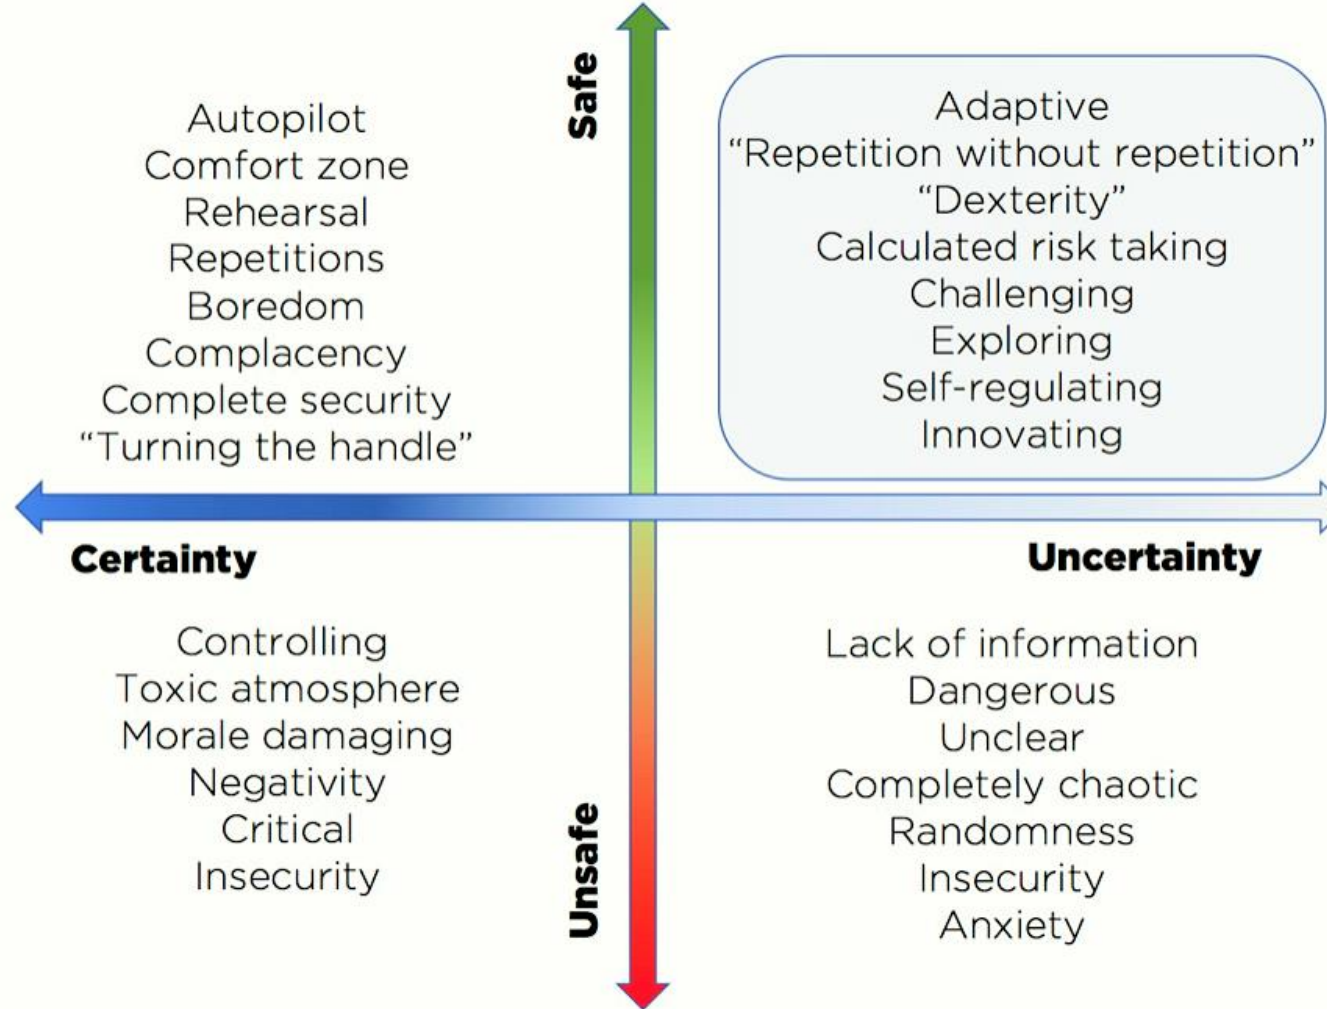 Safe
Autopilot
Comfort zone
Rehearsal
Repetitions
Boredom
Complacency
Complete security
“Turning the handle”
Adaptive
“Repetition without repetition”
“Dexterity”
Calculated risk taking
Challenging
Exploring
Self-regulating
Innovating
Certainty
Uncertainty
Controlling
Toxic atmosphere
Morale damaging
Negativity
Critical
Insecurity
Unsafe
Lack of information
Dangerous
Unclear
Completely chaotic
Randomness
Insecurity
Anxiety